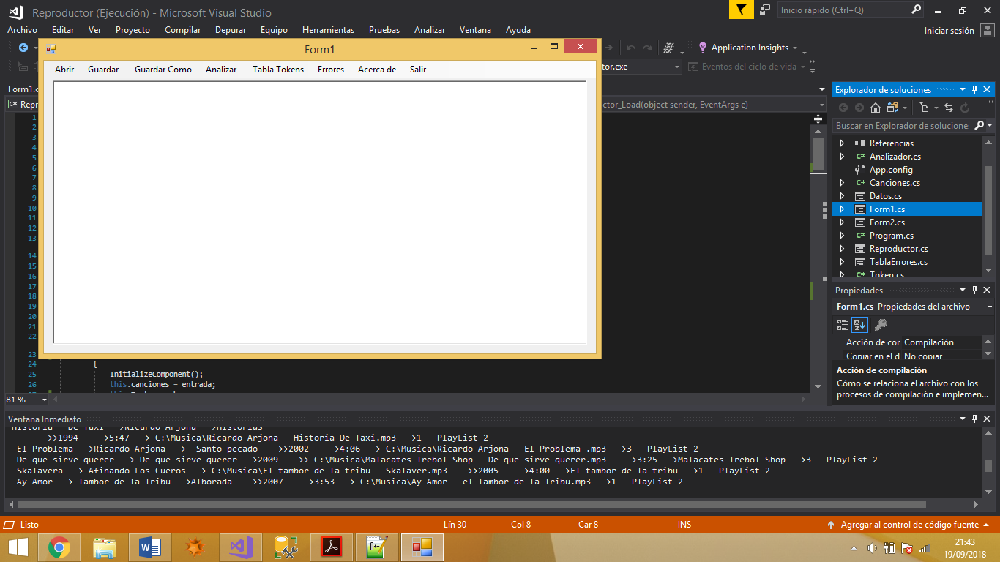 Reproductor (Ejecución) - Microsoft Visual Studio
Inicio rápido (Ctrl+Q)
Archivo Editar Ver Proyecto Compilar Depurar Equipo Herramientas Pruebas Analizar Ventana Ayuda
Iniciar sesión
Form1
Application Insights
Abrir Guardar Guardar Como Analizar Tabla Tokens Errores Acerca de Salir
tor.exe
Eventos del ciclo de vida
Form1.c
C# Repr
ctor_Load(object sender, EventArgs e)
Explorador de soluciones
Buscar en Explorador de soluciones
Referencias
C# Analizador.cs
App.config
C# Canciones.cs
Datos.cs
Form1.cs
Form2.cs
C# Program.cs
Reproductor.cs
TablaErrores.cs
C# Token.cs
1
2
3
4
5
6
7
8
9
10
11
12
13
14
15
16
17
18
19
20
21
22
23
24 {
25 InitializeComponent();
26 this.canciones = entrada;
81 %
Propiedades
Form1.cs Propiedades del archivo
Acción de cor Compilación
Copiar en el d No copiar
Acción de compilación
Cómo se relaciona el archivo con los
procesos de compilación e implemen...
Ventana Inmediato
Historia De Taxi--->Ricardo Arjona--->Historias
---->>1994----->5:47---> C:\Musica\Ricardo Arjona - Historia De Taxi.mp3--->1---PlayList 2
El Problema--->Ricardo Arjona---> Santo pecado---->>2002----->4:06---> C:\Musica\Ricardo Arjona - El Problema .mp3--->3---PlayList 2
De que sirve querer---> De que sirve querer--->2009---->> C:\Musica\Malacates Trebol Shop - De que sirve querer.mp3----->3:25--->Malacates Trebol Shop--->3---PlayList 2
Skalavera---> Afinando Los Cueros---> C:\Musica\El tambor de la tribu - Skalaver.mp3---->>2005----->4:00--->El tambor de la tribu--->1---PlayList 2
Ay Amor---> Tambor de la Tribu--->Alborada---->>2007----->3:53---> C:\Musica\Ay Amor - el Tambor de la Tribu.mp3--->1---PlayList 2
Listo
Lín 30 Col 8 Car 8 INS
Agregar al control de código fuente
21:43
19/09/2018